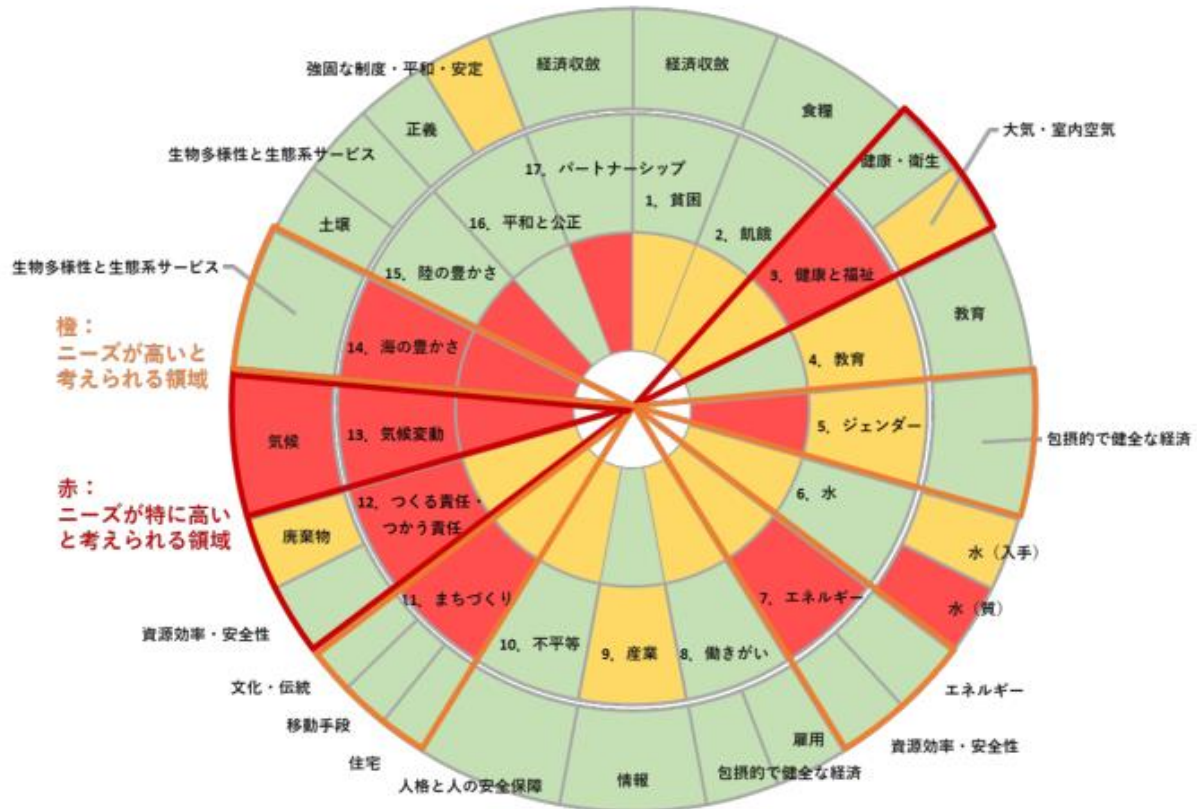 経済収斂
経済収斂
強固な制度・平和・安定
食糧
大気・室内空気
正義
健康・衛生
生物多様性と生態系サービス
17. パートナーシップ
1. 貧困
16. 平和と公正
2. 飢餓
土壌
生物多様性と生態系サービス
15. 陸の豊かさ
3. 健康と福祉
教育
橙：
ニーズが高いと
考えられる領域
14. 海の豊かさ
4. 教育
気候
13. 気候変動
5. ジェンダー
包摂的で健全な経済
赤：
ニーズが特に高い
と考えられる領域
12. つくる責任・
つかう責任
6. 水
廃棄物
水（入手）
11. まちづくり
7. エネルギー
水（質）
資源効率・安全性
10. 不平等
9. 産業
8. 働きがい
文化・伝統
エネルギー
移動手段
雇用
資源効率・安全性
住宅
人格と人の安全保障
情報
包摂的で健全な経済